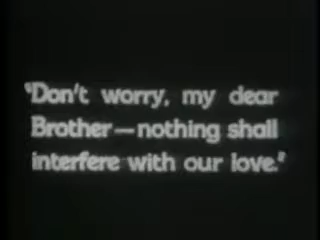 "Don't worry, my dear
Brother—nothing shall
interfere with our love."